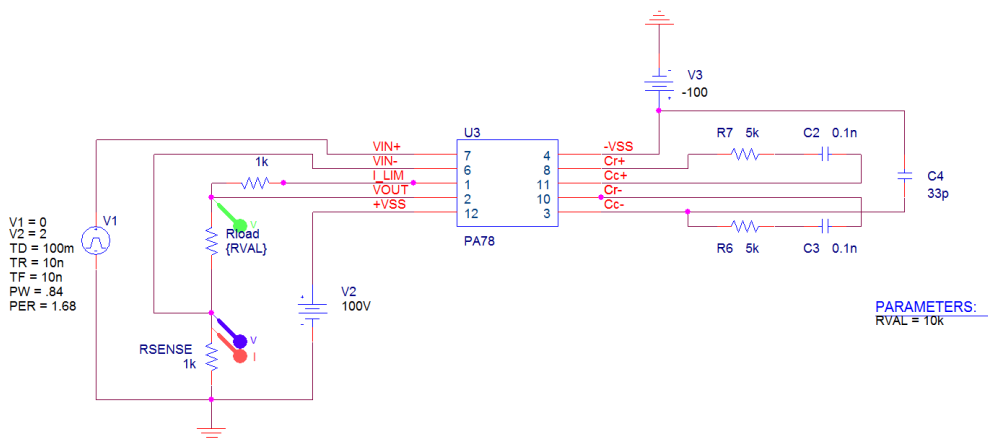 V3
-100
U3
VIN+
7
4
-VSS
R7 5k
C2 0.1n
VIN-
6
8
Cr+
1k
I_LIM
1
11
Cc+
VOUT
2
10
Cr-
+VSS
12
3
Cc-
C4
33p
PA78
V
Rload
{RVAL}
R6 5k
C3 0.1n
V1
V1 = 0
V2 = 2
TD = 100m
TR = 10n
TF = 10n
PW = .84
PER = 1.68
V2
100V
V
I
RSENSE
1k
PARAMETERS:
RVAL = 10k